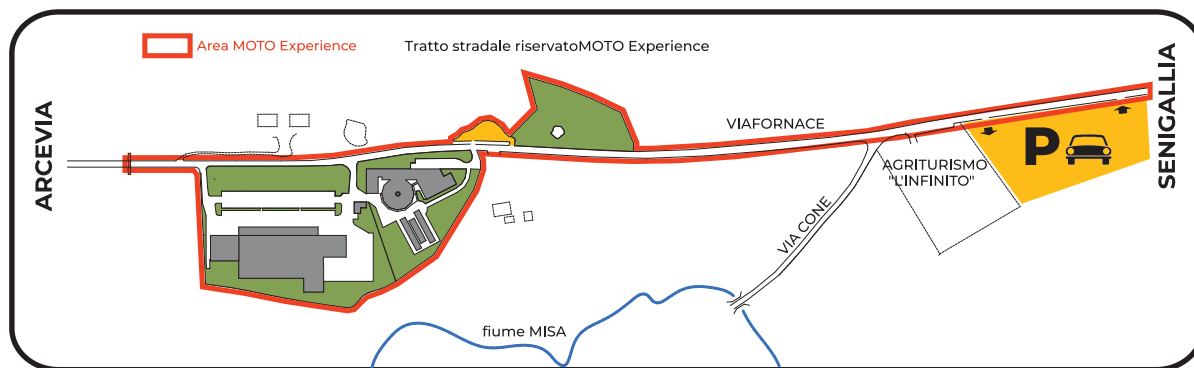 Area MOTO Experience
Tratto stradale riservatoMOTO Experience
ARCEVIA
SENIGALLIA
VIAFORNACE
P
AGRITURISMO
"L'INFINITO"
VIA CONE
fiume MISA